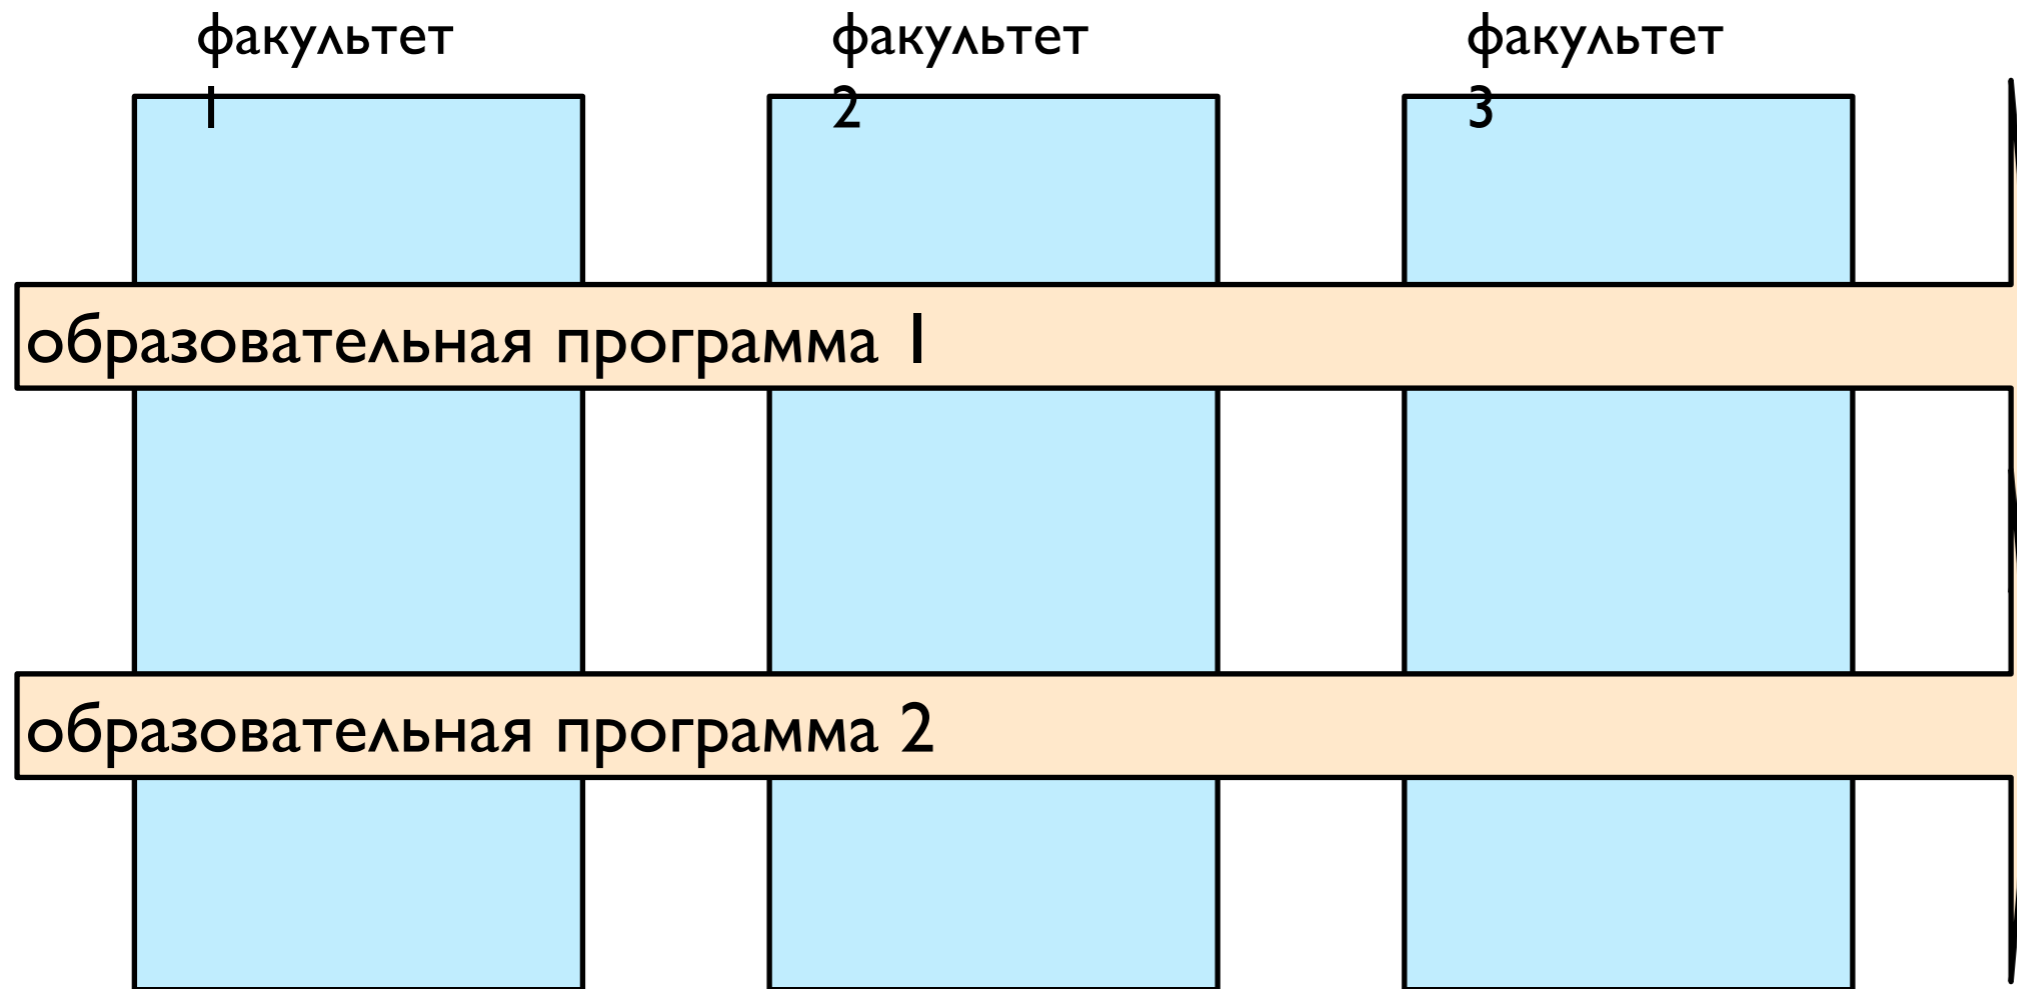 факультет
1
факультет
2
факультет
3
образовательная программа 1
образовательная программа 2